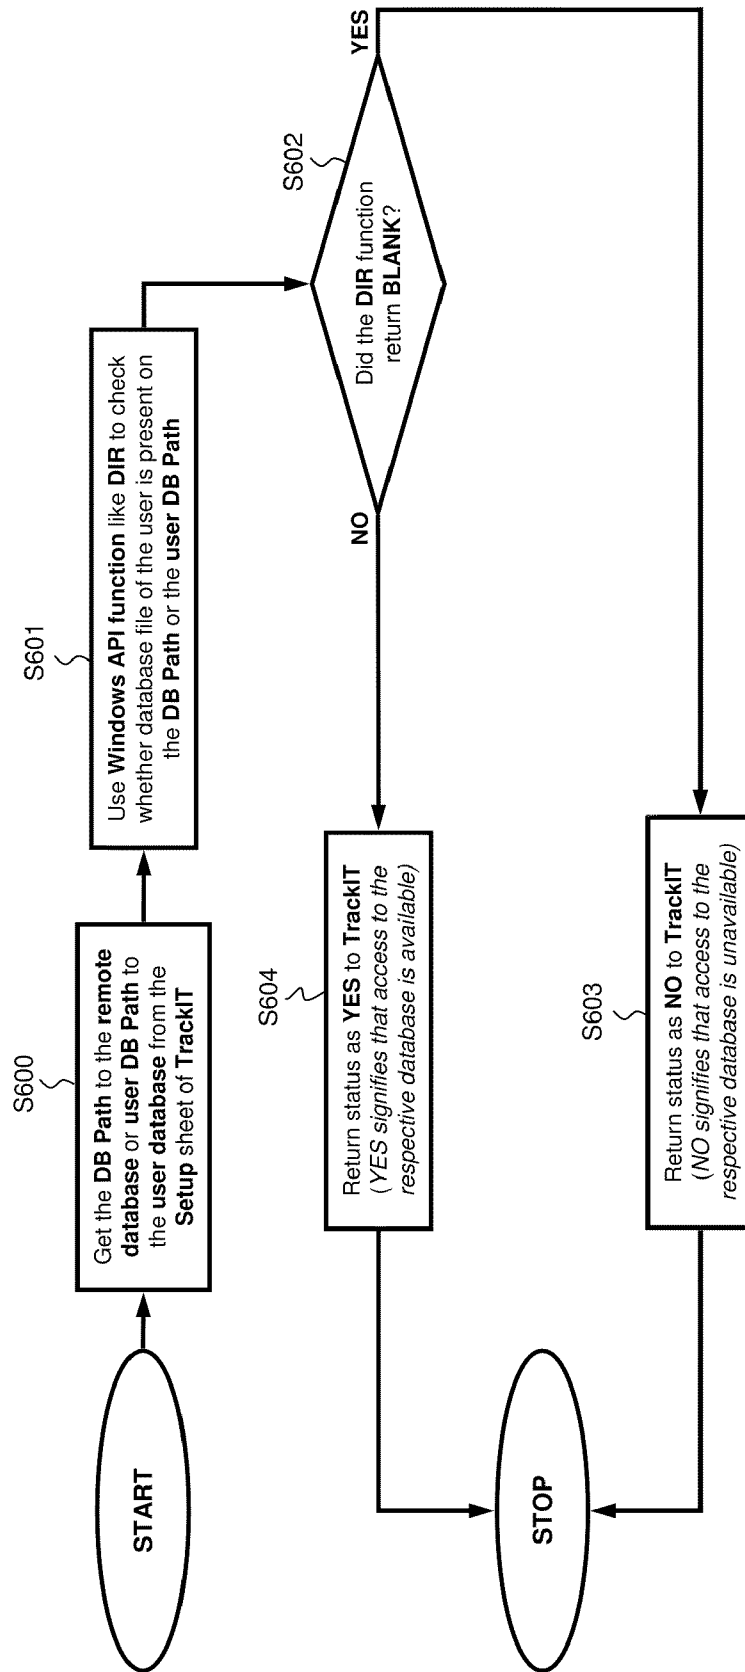 START
S600
Get the DB Path to the remote
database or user DB Path to
the user database from the
Setup sheet of TrackIT
S601
Use Windows API function like DIR to check
whether database file of the user is present on
the DB Path or the user DB Path
S602
Did the DIR function
return BLANK?
NO
YES
S604
Return status as YES to TrackIT
(YES signifies that access to the
respective database is available)
S603
Return status as NO to TrackIT
(NO signifies that access to the
respective database is unavailable)
STOP